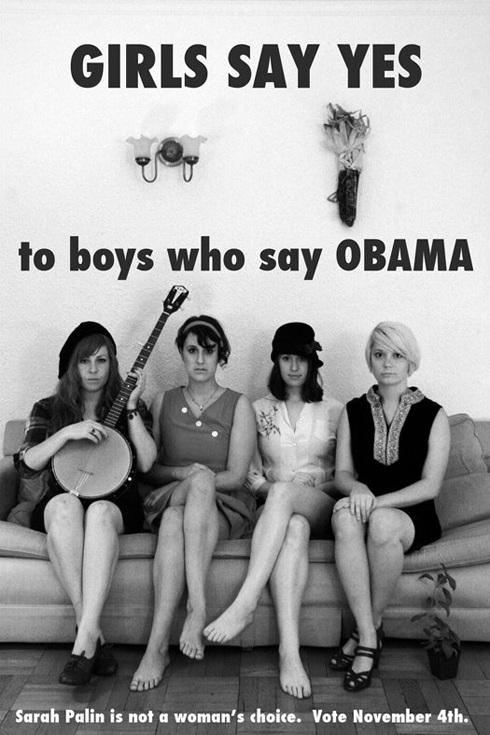 GIRLS SAY YES
to boys who say OBAMA
Sarah Palin is not a woman's choice.  Vote November 4th.